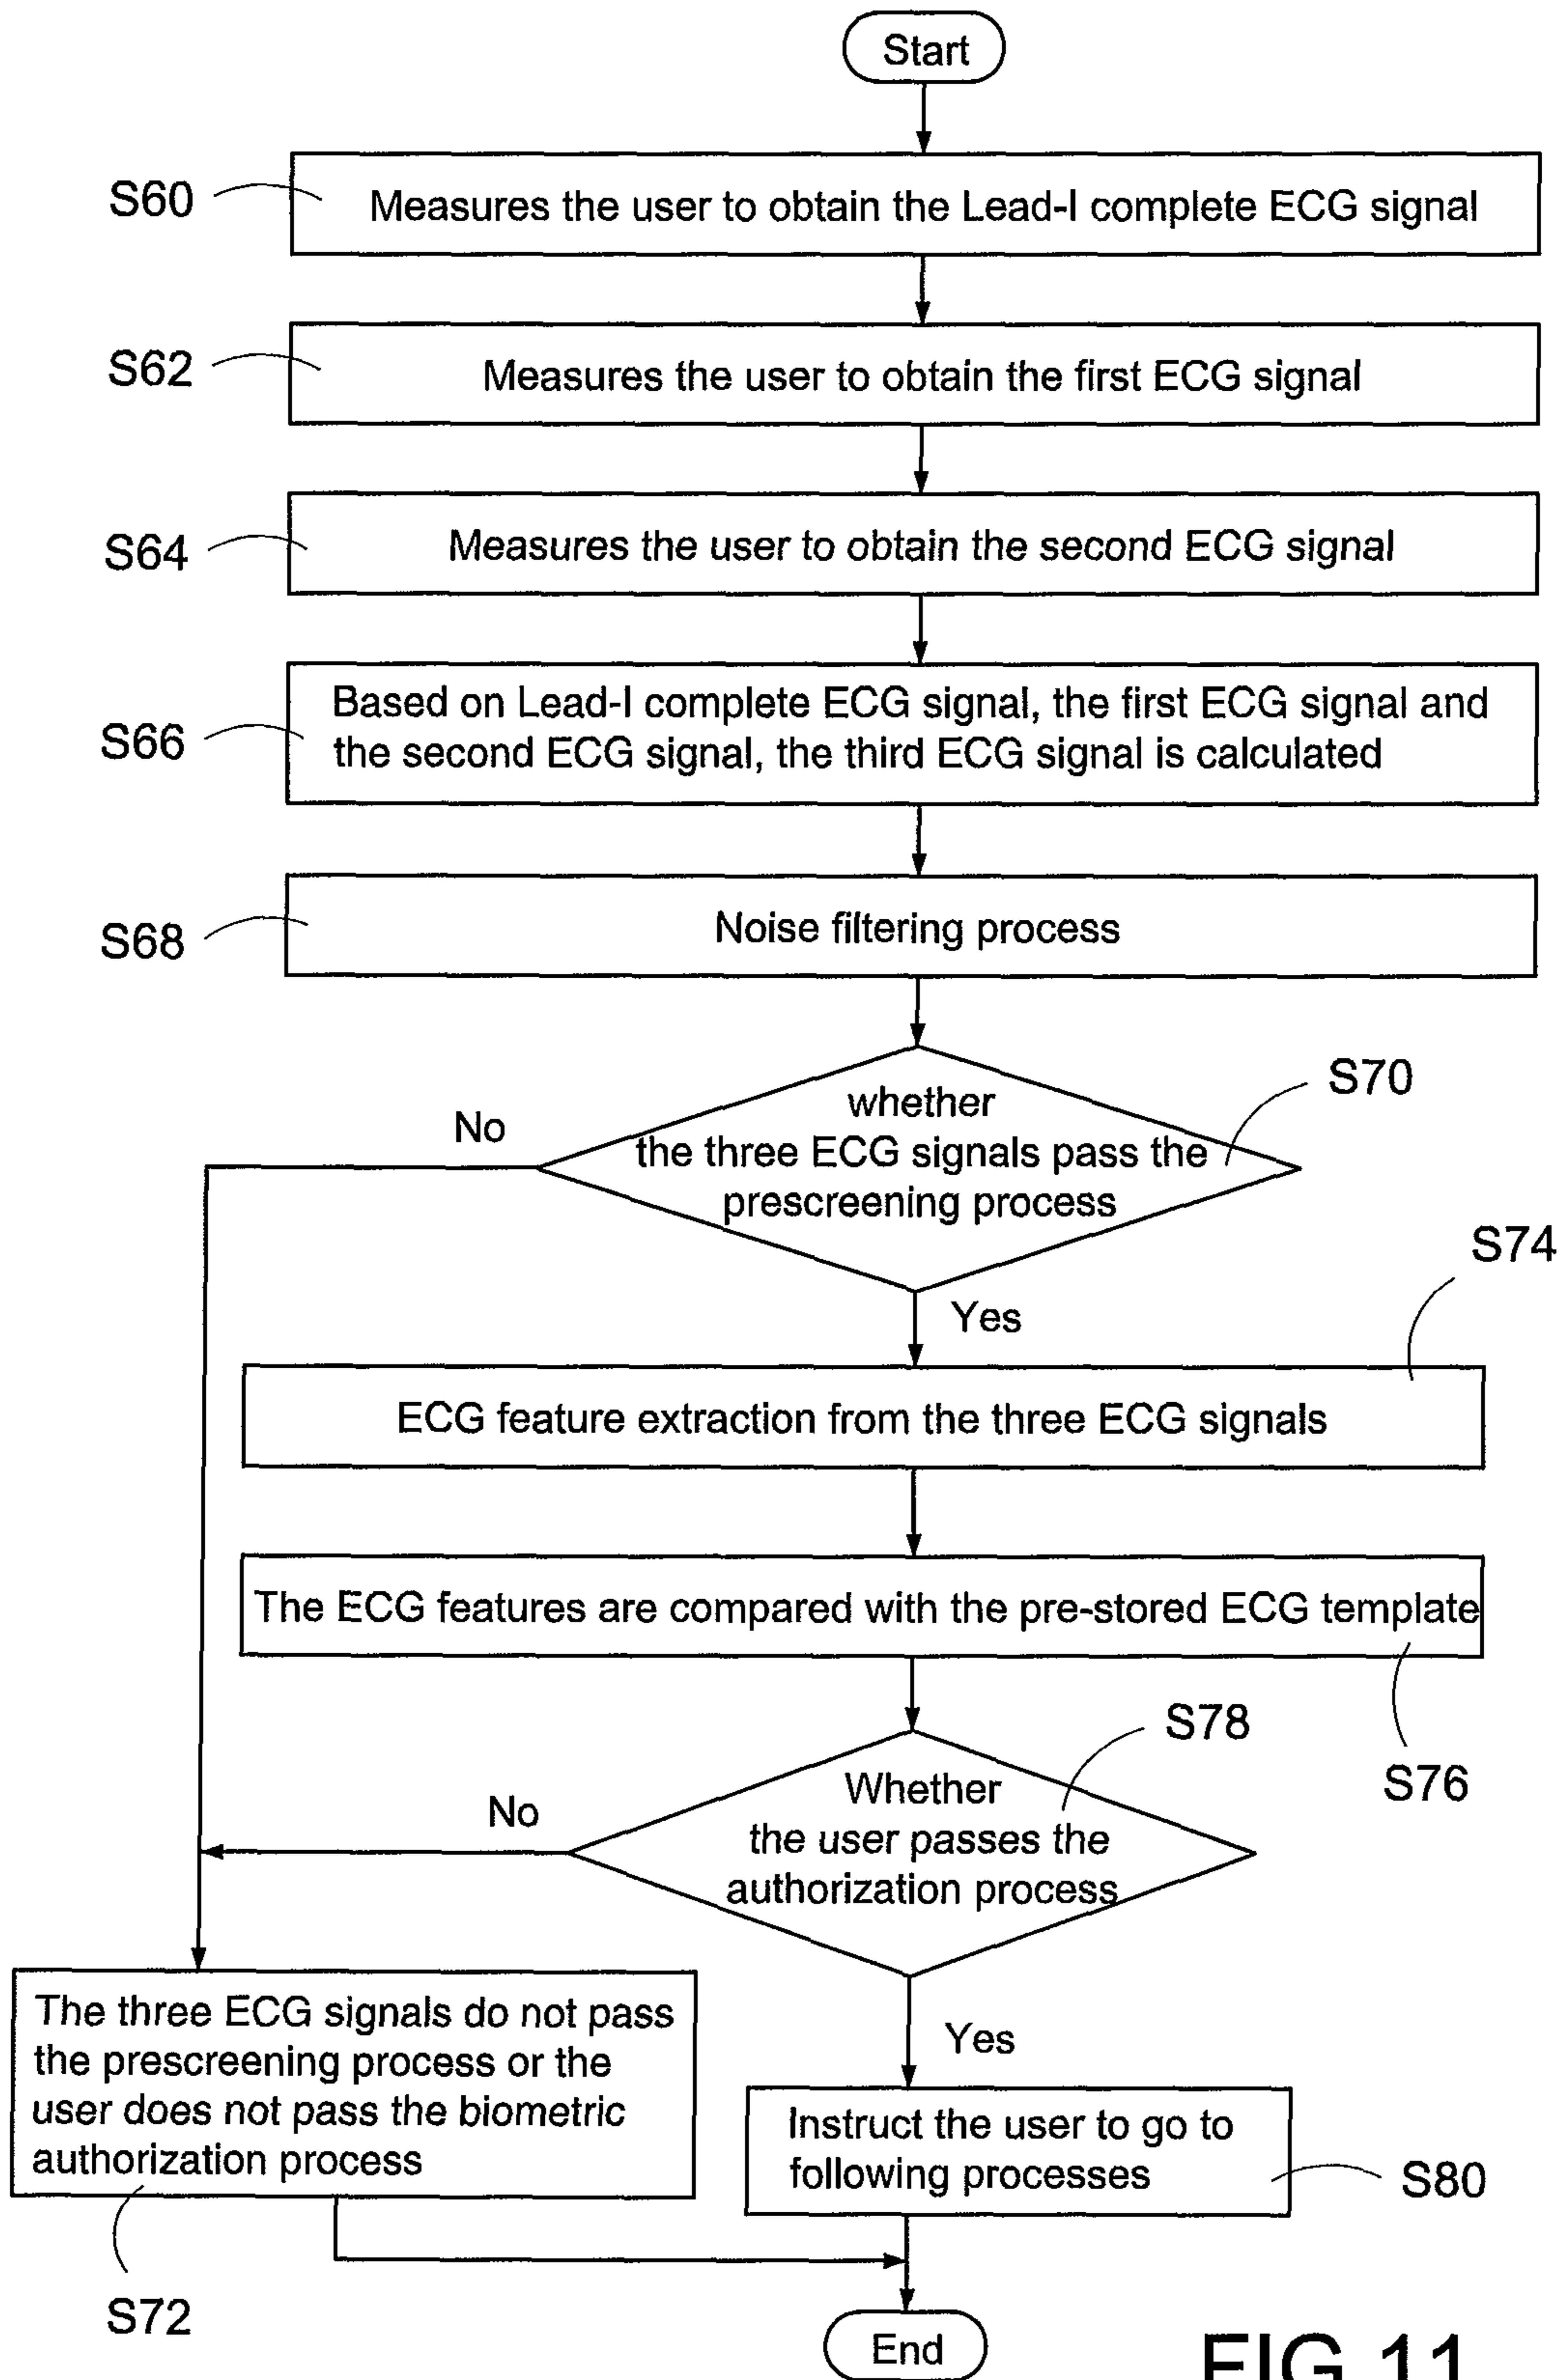 Start
S60
Measures the user to obtain the Lead-I complete ECG signal
S62
Measures the user to obtain the first ECG signal
S64
Measures the user to obtain the second ECG signal
S66
Based on Lead-I complete ECG signal, the first ECG signal and
the second ECG signal, the third ECG signal is calculated
S68
Noise filtering process
S70
No
whether
the three ECG signals pass the
prescreening process
S74
Yes
ECG feature extraction from the three ECG signals
The ECG features are compared with the pre-stored ECG template
S78
S76
No
Whether
the user passes the
authorization process
The three ECG signals do not pass
the prescreening process or the
user does not pass the biometric
authorization process
Yes
Instruct the user to go to
following processes
S80
S72
End
FIG.11